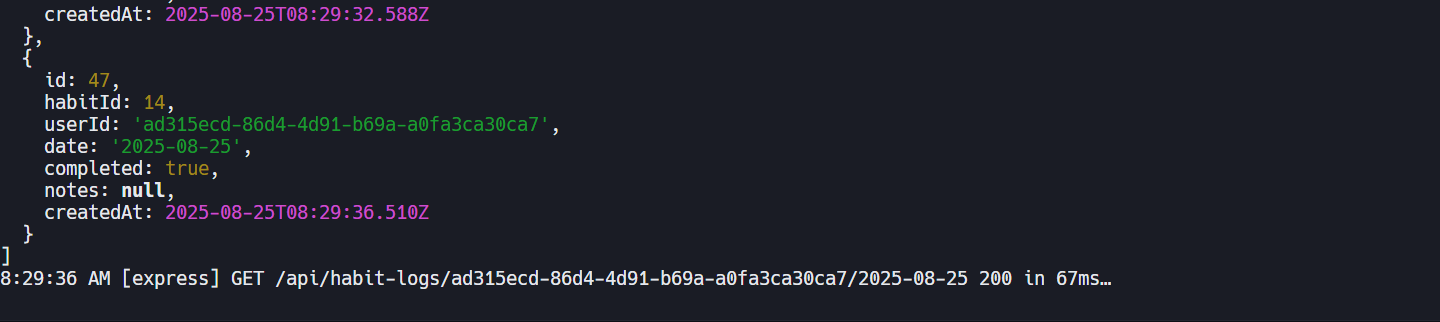 createdAt: 2025-08-25T08:29:32.588Z
},
{
id: 47,
habitId: 14,
userId: 'ad315ecd-86d4-4d91-b69a-a0fa3ca30ca7',
date: '2025-08-25',
completed: true,
notes: null,
createdAt: 2025-08-25T08:29:36.510Z
}
]
8:29:36 AM [express] GET /api/habit-logs/ad315ecd-86d4-4d91-b69a-a0fa3ca30ca7/2025-08-25 200 in 67ms…